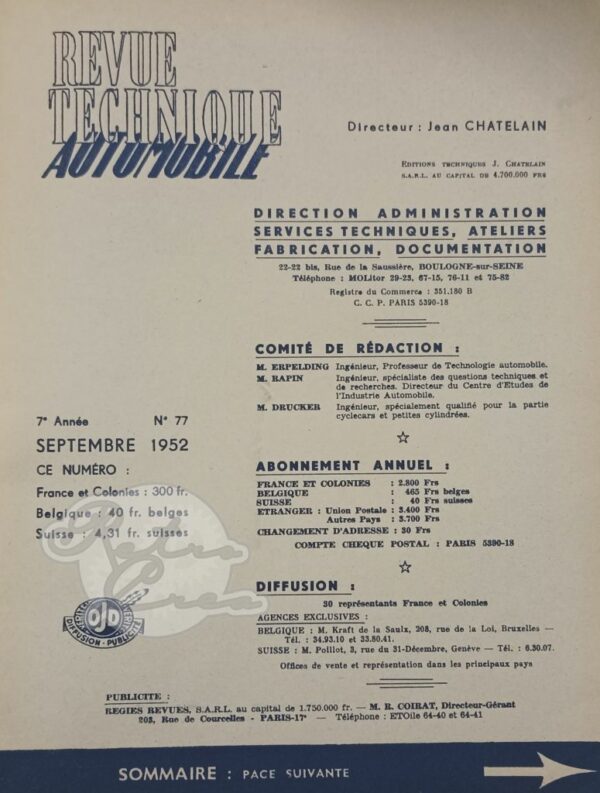 REVUE
TECHNIQUE
AUTOMOBILE
Directeur : Jean CHATELAIN
EDITIONS TECHNIQUES J. CHATELAIN
S.A.R.L. AU CAPITAL DE 4.700.000 FRS
DIRECTION ADMINISTRATION
SERVICES TECHNIQUES, ATELIERS
FABRICATION, DOCUMENTATION
22-22 bis, Rue de la Saussière, BOULOGNE-sur-SEINE
Téléphone : MOLitor 29-23, 67-15, 76-11 et 75-82
Registre du Commerce : 351.180 B
C. C. P. PARIS 5390-18
COMITÉ DE RÉDACTION :
M. ERPELDING Ingénieur, Professeur de Technologie automobile.
M. RAPIN Ingénieur, spécialiste des questions techniques et
de recherches. Directeur du Centre d'Etudes de
l'Industrie Automobile.
M. DRUCKER Ingénieur, spécialement qualifié pour la partie
cyclecars et petites cylindrées.
7e Année N° 77
SEPTEMBRE 1952
CE NUMÉRO :
France et Colonies : 300 fr.
Belgique : 40 fr. belges
Suisse : 4,31 fr. suisses
Retro
Crea
OJD
DIFFUSION - PUBLICITÉ
ABONNEMENT ANNUEL :
FRANCE ET COLONIES : 2.800 Frs
BELGIQUE : 465 Frs belges
SUISSE : 40 Frs suisses
ETRANGER : Union Postale : 3.400 Frs
Autres Pays : 3.700 Frs
CHANGEMENT D'ADRESSE : 30 Frs
COMPTE CHEQUE POSTAL : PARIS 5390-18
DIFFUSION :
30 représentants France et Colonies
AGENCES EXCLUSIVES :
BELGIQUE : M. Kraft de la Saulx, 208, rue de la Loi, Bruxelles —
Tél. : 34.93.10 et 33.80.41.
SUISSE : M. Polliot, 3, rue du 31-Décembre, Genève — Tél. : 6.30.07.
Offices de vente et représentation dans les principaux pays
PUBLICITE :
REGIES REVUES, S.A.R.L. au capital de 1.750.000 fr. — M. R. COIRAT, Directeur-Gérant
203, Rue de Courcelles - PARIS-17e — Téléphone : ETOile 64-40 et 64-41
SOMMAIRE : PAGE SUIVANTE